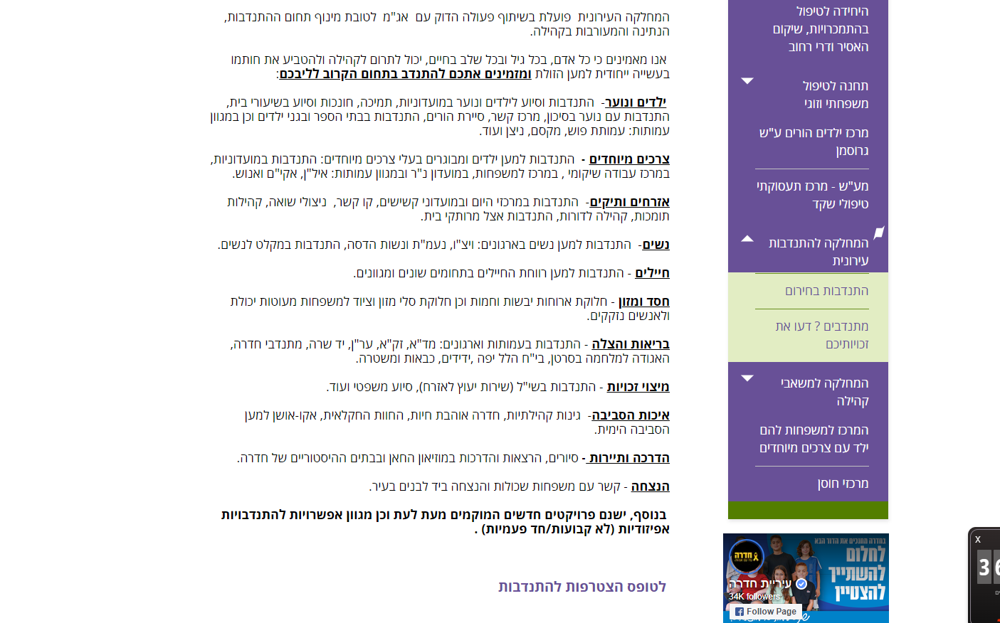 המחלקה העירונית  פועלת בשיתוף פעולה הדוק עם  אג"מ  לטובת מינוף תחום ההתנדבות,
הנתינה והמעורבות בקהילה.
אנו מאמינים כי כל אדם, בכל גיל ובכל שלב בחיים, יכול לתרום לקהילה ולהטביע את חותמו
בעשייה ייחודית למען הזולת ומזמינים אתכם להתנדב בתחום הקרוב לליבכם:
ילדים ונוער-  התנדבות וסיוע לילדים ונוער במועדוניות, תמיכה, חונכות וסיוע בשיעורי בית,
התנדבות עם נוער בסיכון, מרכז קשר, סיירת הורים, התנדבות בבתי הספר ובגני ילדים וכן במגוון
עמותות: עמותת פוש, מקסם, ניצן ועוד.
צרכים מיוחדים -  התנדבות למען ילדים ומבוגרים בעלי צרכים מיוחדים: התנדבות במועדוניות,
במרכז עבודה שיקומי , במרכז למשפחות, במועדון נ"ר ובמגוון עמותות: איל"ן, אקי"ם ואנוש.
אזרחים ותיקים-  התנדבות במרכזי היום ובמועדוני קשישים, קו קשר,  ניצולי שואה, קהילות
תומכות, קהילה לדורות, התנדבות אצל מרותקי בית.
נשים-  התנדבות למען נשים בארגונים: ויצ"ו, נעמ"ת ונשות הדסה, התנדבות במקלט לנשים.
חיילים - התנדבות למען רווחת החיילים בתחומים שונים ומגוונים.
חסד ומזון - חלוקת ארוחות יבשות וחמות וכן חלוקת סלי מזון וציוד למשפחות מעוטות יכולת
ולאנשים נזקקים.
בריאות והצלה - התנדבות בעמותות וארגונים: מד"א, זק"א, ער"ן, יד שרה, מתנדבי חדרה,
האגודה למלחמה בסרטן, בי"ח הלל יפה ,ידידים, כבאות ומשטרה.
מיצוי זכויות - התנדבות בשי"ל (שירות יעוץ לאזרח), סיוע משפטי ועוד.
איכות הסביבה-  גינות קהילתיות, חדרה אוהבת חיות, החוות החקלאית, אקו-אושן למען
הסביבה הימית.
הדרכה ותיירות - סיורים, הרצאות והדרכות במוזיאון החאן ובבתים ההיסטוריים של חדרה.
הנצחה - קשר עם משפחות שכולות והנצחה ביד לבנים בעיר.
בנוסף, ישנם פרויקטים חדשים המוקמים מעת לעת וכן מגוון אפשרויות להתנדבויות
אפיזודיות (לא קבועות/חד פעמיות) .
לטופס הצטרפות להתנדבות
היחידה לטיפול
בהתמכרויות, שיקום
האסיר ודרי רחוב
תחנה לטיפול
משפחתי וזוגי
מרכז ילדים הורים ע"ש
גרוסמן
מע"ש - מרכז תעסוקתי
טיפולי שקד
המחלקה להתנדבות
עירונית
התנדבות בחירום
מתנדבים ? דעו את
זכויותיכם
המחלקה למשאבי
קהילה
המרכז למשפחות להם
ילד עם צרכים מיוחדים
מרכזי חוסן
בחדרה מחנכים את הדור הבא
לחלום
להשתייך
להצטיין
חדרה
עיריית חדרה
34K followers
Follow Page
X
3